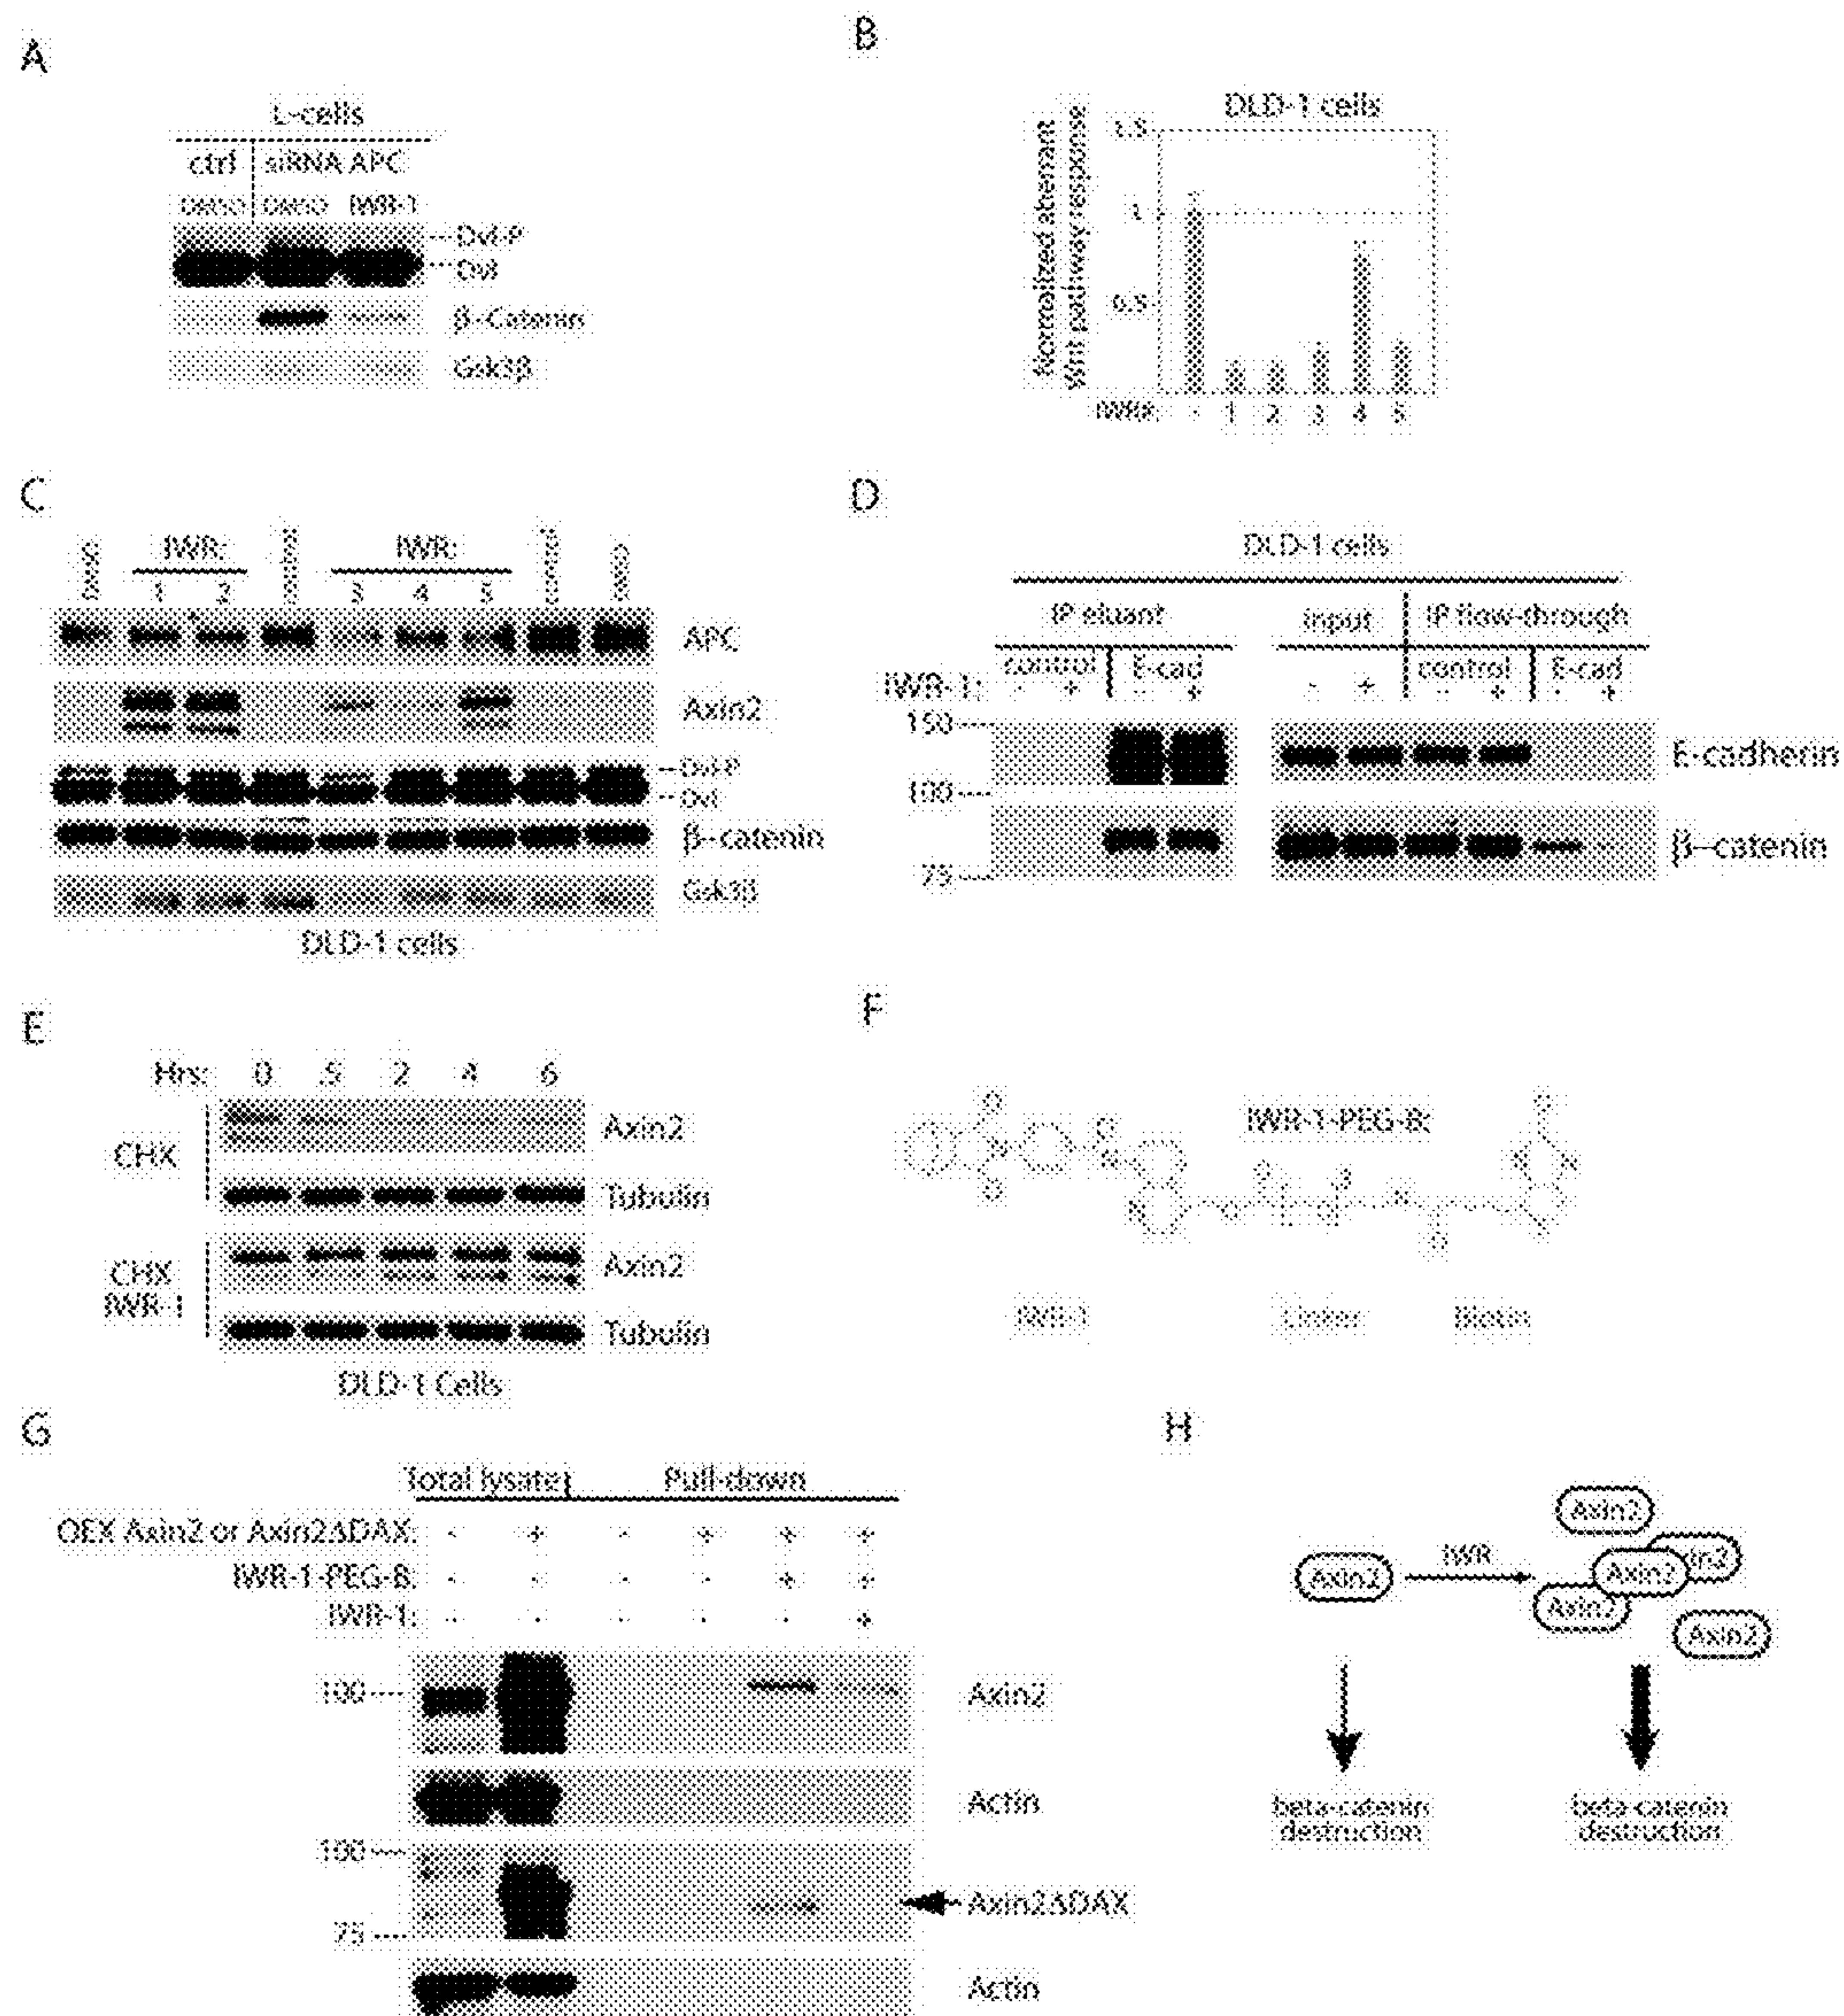 A
L-cells
ctrl siRNA APC
DMSO DMSO IWR-1
Dvl-P
Dvl
β-Catenin
Gsk3β
B
DLD-1 cells
Normalized aberrant
Wnt pathway response
1.5
1
0.5
IWR#: - 1 2 3 4 5
C
IWR: IWR:
1 2 3 4 5
APC
Axin2
Dvl-P
Dvl
β-catenin
Gsk3β
DLD-1 cells
D
DLD-1 cells
IP eluant input IP flow-through
control E-cad control E-cad
IWR-1: - + - + - + - + - +
150
E-cadherin
100
β-catenin
75
E
Hrs: 0 .5 2 4 6
CHX
Axin2
Tubulin
CHX
IWR-1
Axin2
Tubulin
DLD-1 Cells
F
IWR-1-PEG-B:
IWR-1 Linker Biotin
G
Total lysate Pull-down
OEX Axin2 or Axin2ΔDAX: - + - + + +
IWR-1-PEG-B: - - - - + +
IWR-1: - - - - - +
100
Axin2
Actin
100
Axin2ΔDAX
75
Actin
H
Axin2
IWR
Axin2
xin2
Axin2
Axin2
Axin2
beta-catenin
destruction
beta-catenin
destruction